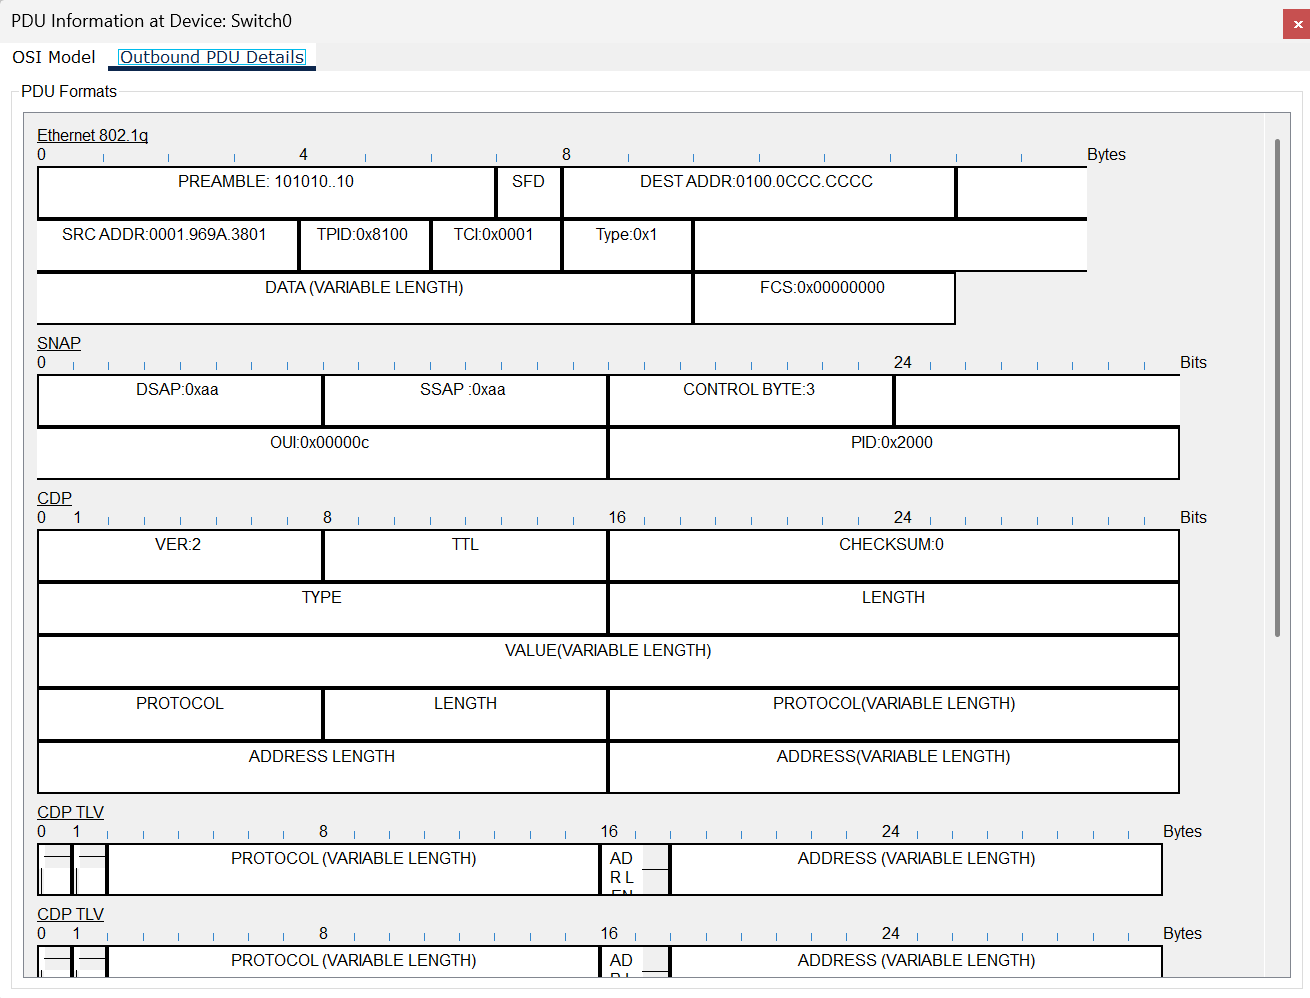 PDU Information at Device: Switch0
OSI Model Outbound PDU Details
PDU Formats
Ethernet 802.1q
0 4 8 Bytes
PREAMBLE: 101010..10 SFD DEST ADDR:0100.0CCC.CCCC
SRC ADDR:0001.969A.3801 TPID:0x8100 TCI:0x0001 Type:0x1
DATA (VARIABLE LENGTH) FCS:0x00000000
SNAP
0 24 Bits
DSAP:0xaa SSAP :0xaa CONTROL BYTE:3
OUI:0x00000c PID:0x2000
CDP
0 1 8 16 24 Bits
VER:2 TTL CHECKSUM:0
TYPE LENGTH
VALUE(VARIABLE LENGTH)
PROTOCOL LENGTH PROTOCOL(VARIABLE LENGTH)
ADDRESS LENGTH ADDRESS(VARIABLE LENGTH)
CDP TLV
0 1 8 16 24 Bytes
PROTOCOL (VARIABLE LENGTH) AD ADDRESS (VARIABLE LENGTH)
R L
CDP TLV
0 1 8 16 24 Bytes
PROTOCOL (VARIABLE LENGTH) AD ADDRESS (VARIABLE LENGTH)